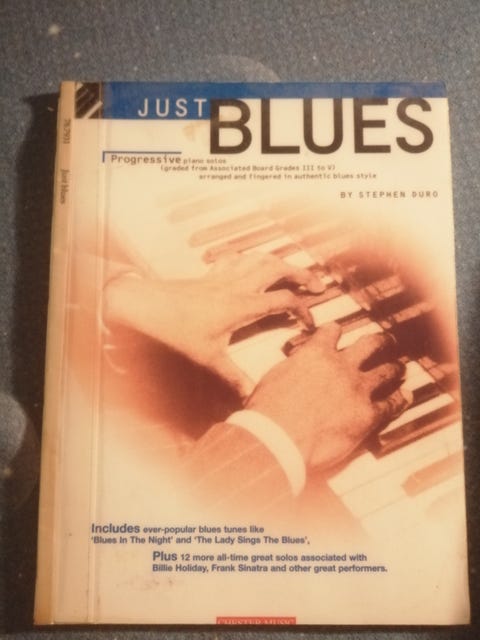 JUST BLUES
Progressive piano solos
(graded from Associated Board Grades III to V)
arranged and fingered in authentic blues style
BY STEPHEN DURO
Includes ever-popular blues tunes like
'Blues In The Night' and 'The Lady Sings The Blues',
Plus 12 more all-time great solos associated with
Billie Holiday, Frank Sinatra and other great performers.
CHESTER MUSIC
Just blues